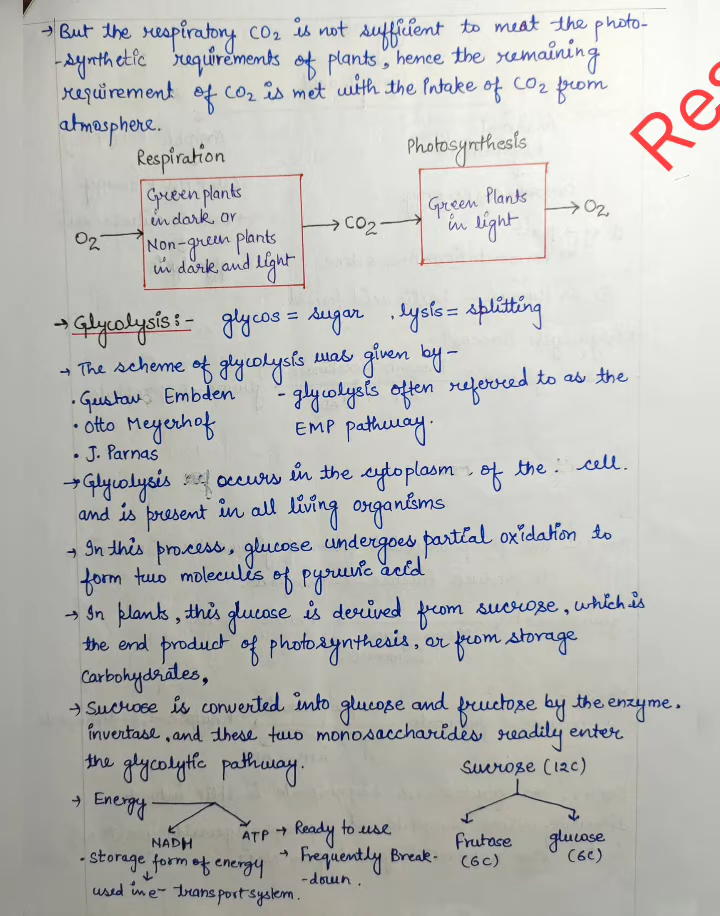 → But the respiratory CO2 is not sufficient to meat the photo-
-synthetic requirements of plants, hence the remaining
requirement of CO2 is met with the intake of CO2 from
atmosphere.
Res
Respiration
Photosynthesis
O2 → Green plants in dark or Non-green plants in dark and light → CO2 → Green Plants in light → O2
→ Glycolysis:- glycos = sugar , lysis = splitting
→ The scheme of glycolysis was given by -
• Gustav Embden - glycolysis often referred to as the
• Otto Meyerhof EMP pathway.
• J. Parnas
→ Glycolysis occurs in the cytoplasm of the cell.
and is present in all living organisms
→ In this process, glucose undergoes partial oxidation to
form two molecules of pyruvic acid
→ In plants, this glucose is derived from sucrose, which is
the end product of photosynthesis, or from storage
carbohydrates,
→ Sucrose is converted into glucose and fructose by the enzyme.
invertase, and these two monosaccharides readily enter
the glycolytic pathway.
Sucrose (12C)
Frutose (6C)
glucose (6C)
→ Energy
NADH
ATP → Ready to use
• Storage form of energy → Frequently Break-
-down.
↓
used in e- transport system.